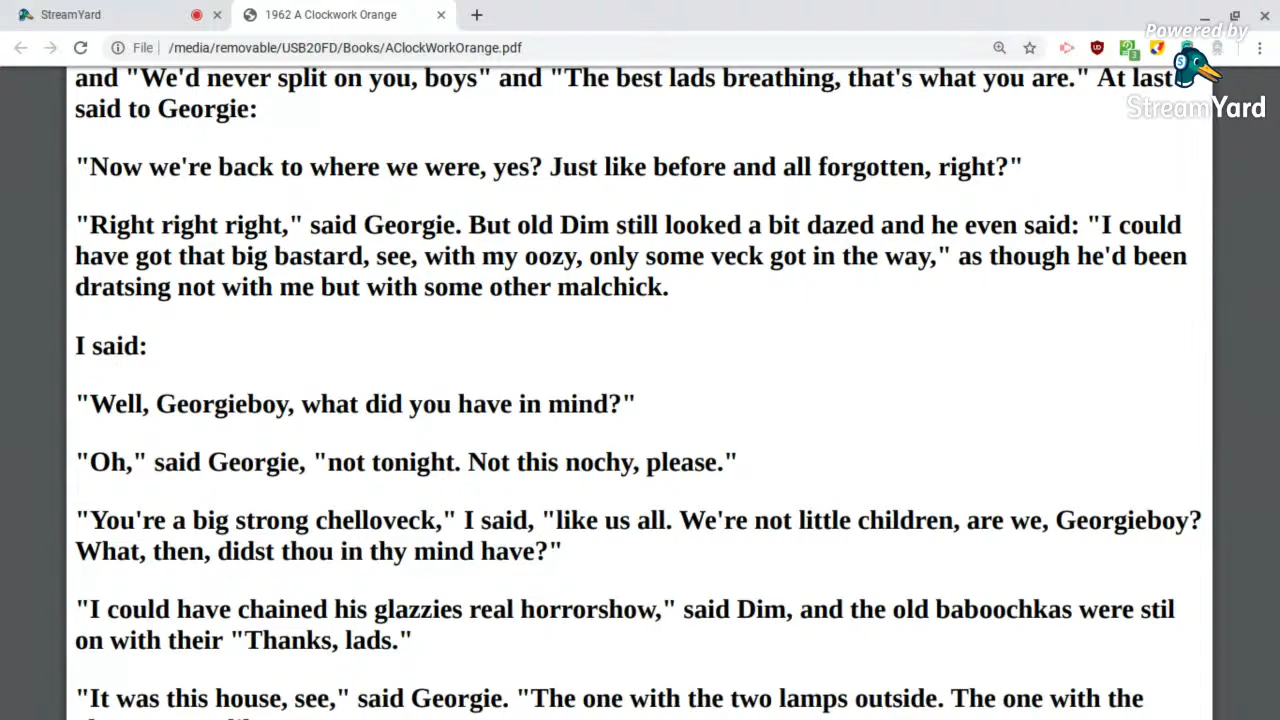 StreamYard
1962 A Clockwork Orange
File /media/removable/USB20FD/Books/AClockWorkOrange.pdf
Powered by
StreamYard
and "We'd never split on you, boys" and "The best lads breathing, that's what you are." At last
said to Georgie:
"Now we're back to where we were, yes? Just like before and all forgotten, right?"
"Right right right," said Georgie. But old Dim still looked a bit dazed and he even said: "I could
have got that big bastard, see, with my oozy, only some veck got in the way," as though he'd been
dratsing not with me but with some other malchick.
I said:
"Well, Georgieboy, what did you have in mind?"
"Oh," said Georgie, "not tonight. Not this nochy, please."
"You're a big strong chelloveck," I said, "like us all. We're not little children, are we, Georgieboy?
What, then, didst thou in thy mind have?"
"I could have chained his glazzies real horrorshow," said Dim, and the old baboochkas were stil
on with their "Thanks, lads."
"It was this house, see," said Georgie. "The one with the two lamps outside. The one with the